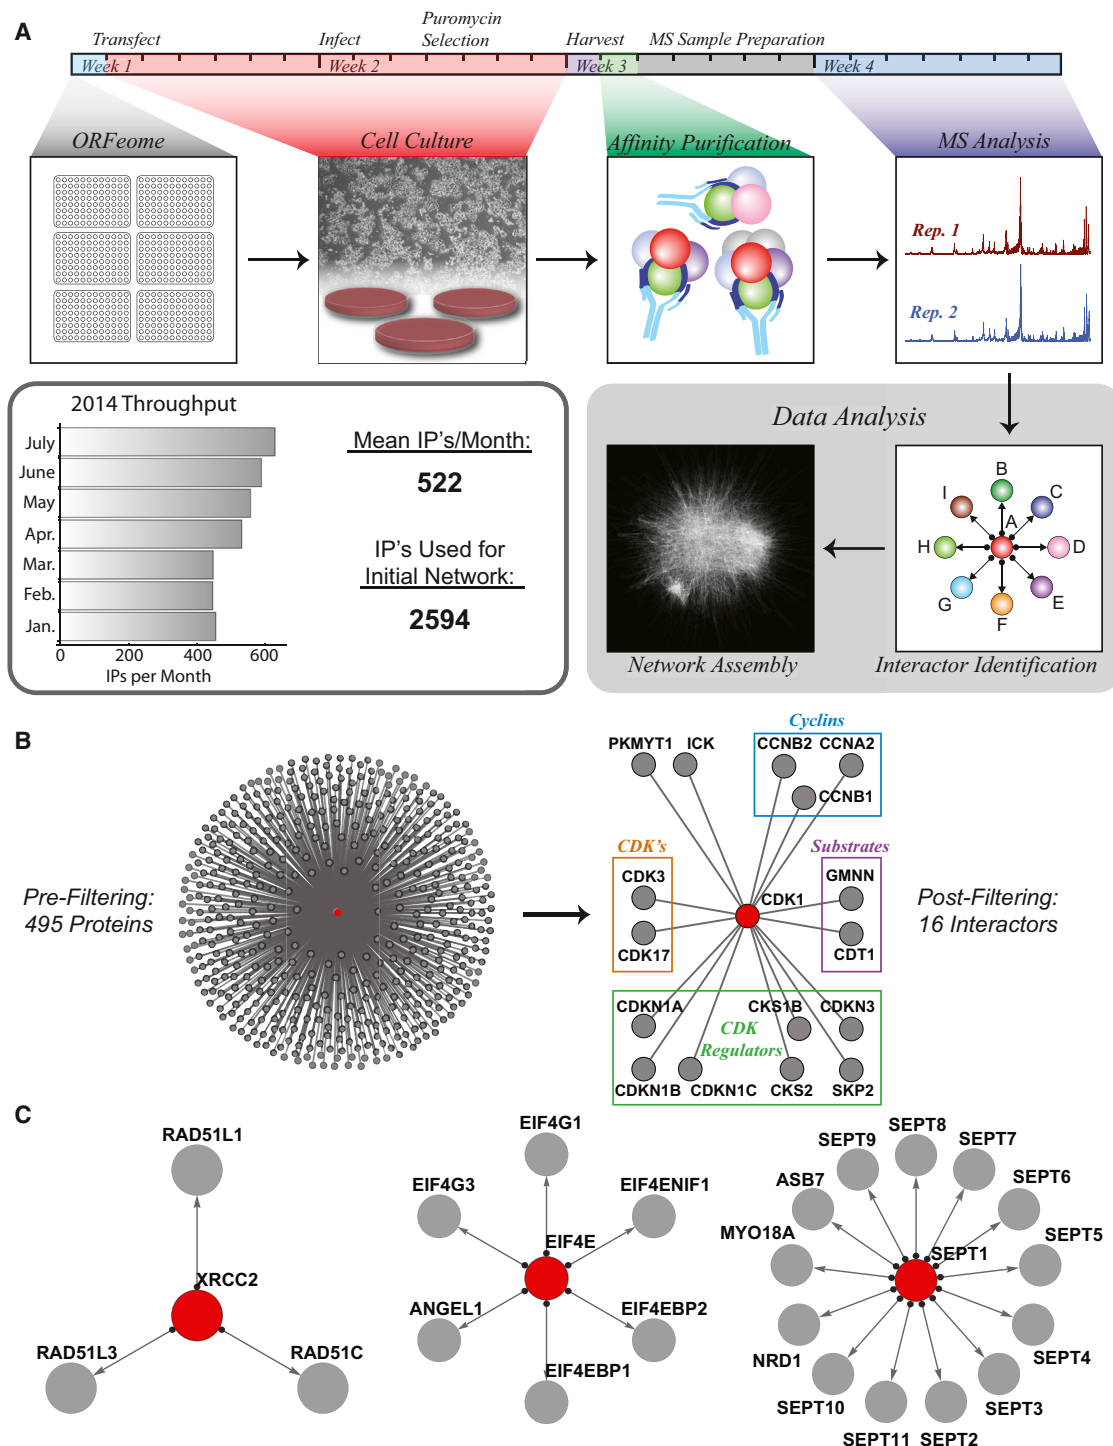 A
Transfect
Infect
Puromycin
Selection
Harvest
MS Sample Preparation
Week 1
Week 2
Week 3
Week 4
ORFeome
Cell Culture
Affinity Purification
MS Analysis
Rep. 1
Rep. 2
2014 Throughput
July
June
May
Apr.
Mar.
Feb.
Jan.
0
200
400
600
IPs per Month
Mean IP's/Month:
522
IP's Used for
Initial Network:
2594
Data Analysis
B
I
C
A
H
D
G
E
F
Network Assembly
Interactor Identification
B
Pre-Filtering:
495 Proteins
Cyclins
PKMYT1
ICK
CCNB2
CCNA2
CCNB1
CDK's
Substrates
CDK3
GMNN
CDK1
CDK17
CDT1
Post-Filtering:
16 Interactors
CDKN1A
CKS1B
CDKN3
CDK
Regulators
CDKN1B
CDKN1C
CKS2
SKP2
C
RAD51L1
XRCC2
RAD51L3
RAD51C
EIF4G1
EIF4G3
EIF4ENIF1
EIF4E
ANGEL1
EIF4EBP2
EIF4EBP1
SEPT8
SEPT9
SEPT7
ASB7
SEPT6
MYO18A
SEPT1
SEPT5
NRD1
SEPT4
SEPT10
SEPT3
SEPT11
SEPT2